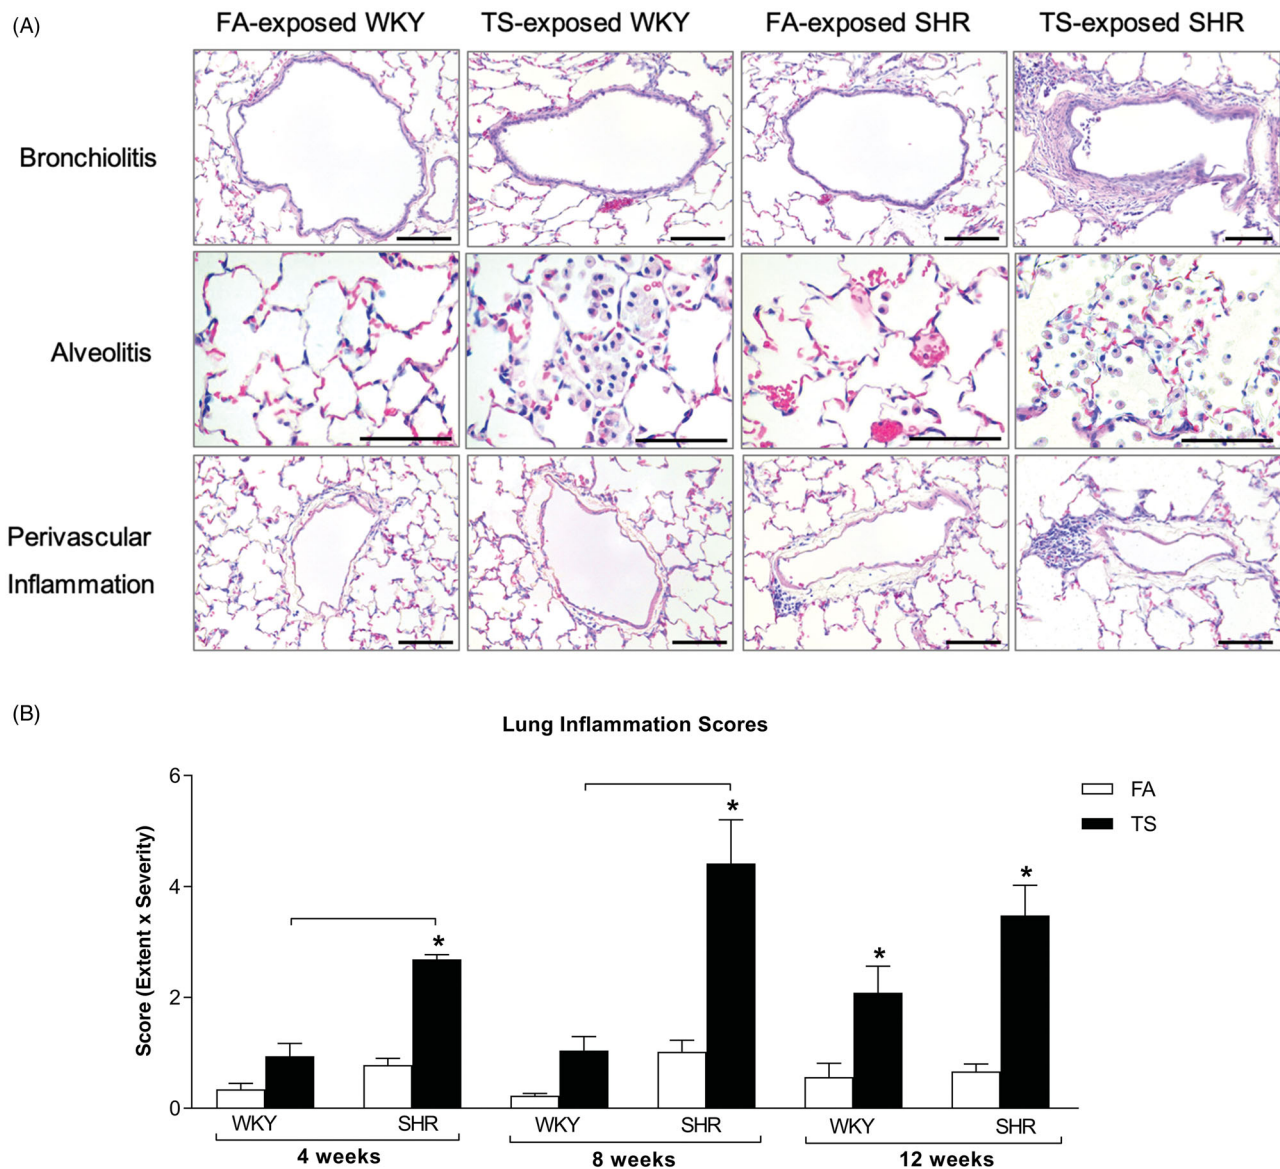 (A)
FA-exposed WKY TS-exposed WKY FA-exposed SHR TS-exposed SHR
Bronchiolitis
Alveolitis
Perivascular
Inflammation
(B)
Lung Inflammation Scores
Score (Extent x Severity)
6
4
2
0
* * * *
FA
TS
WKY SHR WKY SHR WKY SHR
4 weeks 8 weeks 12 weeks